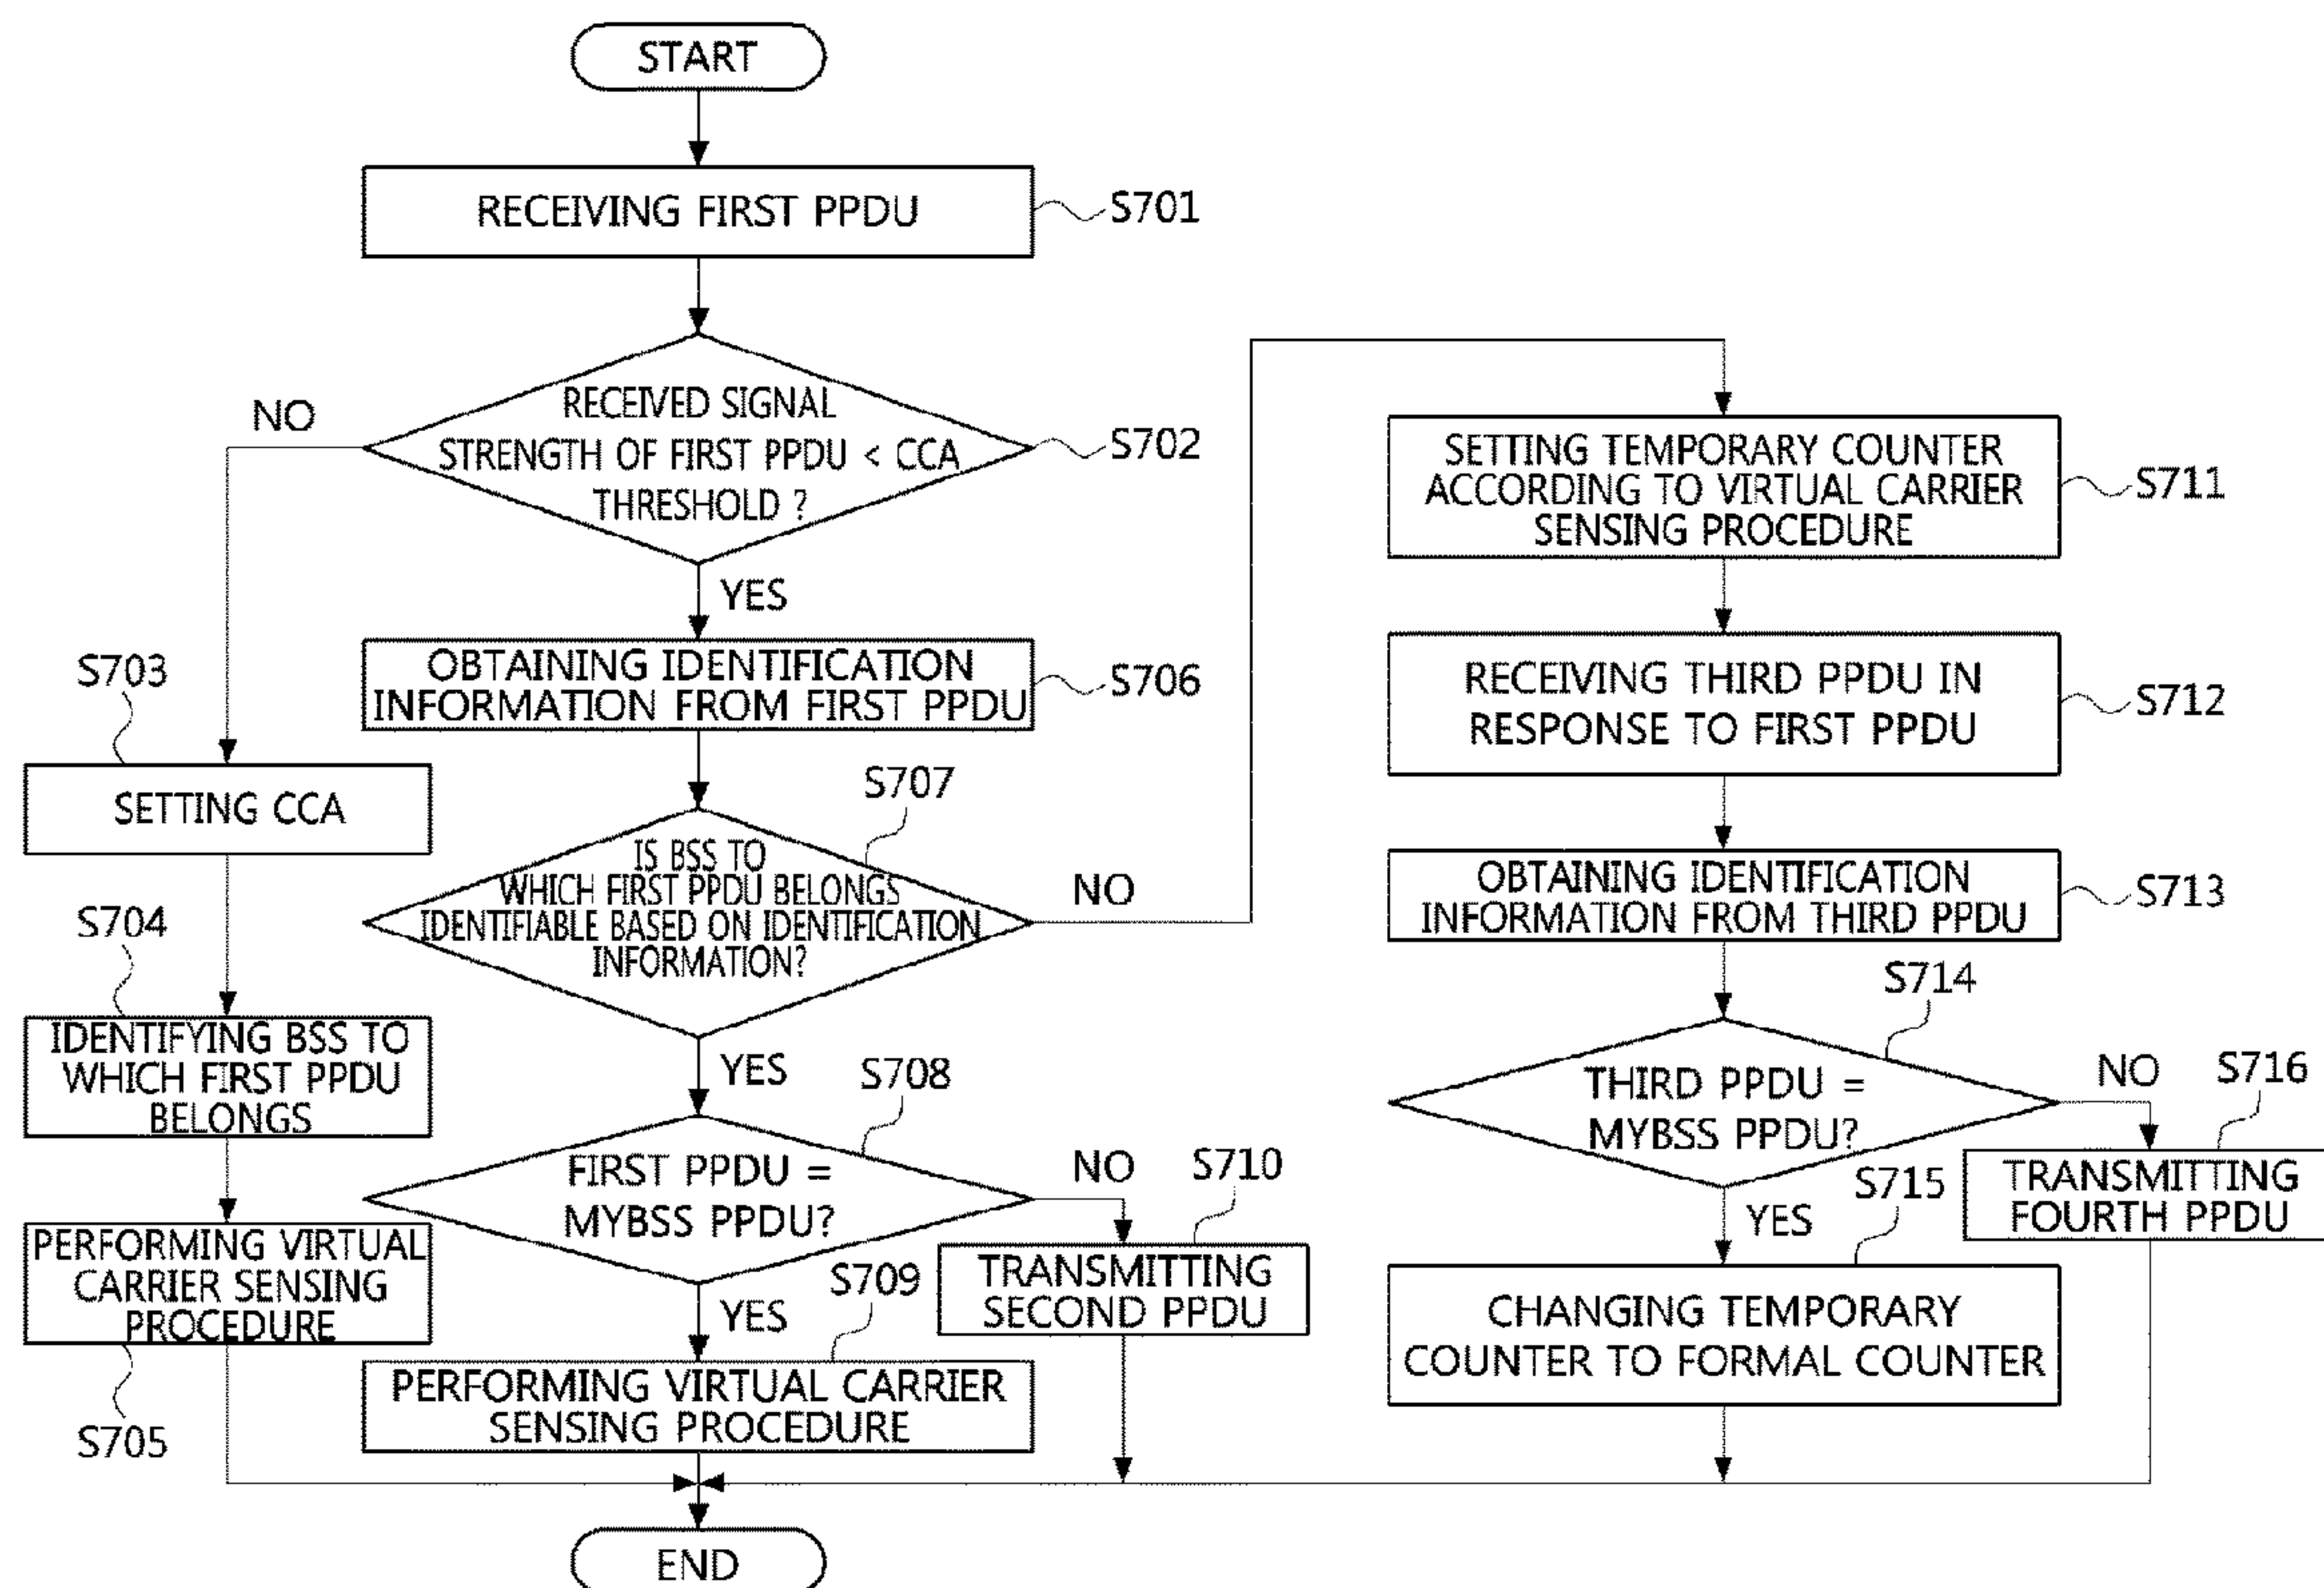 START
RECEIVING FIRST PPDU
S701
RECEIVED SIGNAL
STRENGTH OF FIRST PPDU < CCA
THRESHOLD ?
S702
NO
YES
S703
SETTING CCA
S704
IDENTIFYING BSS TO
WHICH FIRST PPDU
BELONGS
PERFORMING VIRTUAL
CARRIER SENSING
PROCEDURE
S705
OBTAINING IDENTIFICATION
INFORMATION FROM FIRST PPDU
S706
S707
IS BSS TO
WHICH FIRST PPDU BELONGS
IDENTIFIABLE BASED ON IDENTIFICATION
INFORMATION?
NO
YES
S708
FIRST PPDU =
MYBSS PPDU?
NO
YES
S709
PERFORMING VIRTUAL CARRIER
SENSING PROCEDURE
S710
TRANSMITTING
SECOND PPDU
SETTING TEMPORARY COUNTER
ACCORDING TO VIRTUAL CARRIER
SENSING PROCEDURE
S711
RECEIVING THIRD PPDU IN
RESPONSE TO FIRST PPDU
S712
OBTAINING IDENTIFICATION
INFORMATION FROM THIRD PPDU
S713
S714
THIRD PPDU =
MYBSS PPDU?
NO
YES
S715
CHANGING TEMPORARY
COUNTER TO FORMAL COUNTER
S716
TRANSMITTING
FOURTH PPDU
END